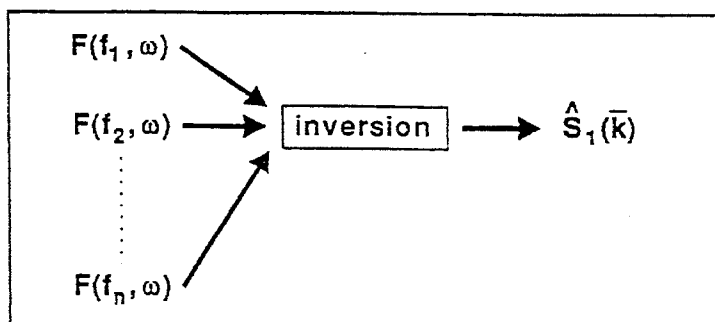 F(f₁, ω)
F(f₂, ω)
inversion
Ŝ₁(k̄)
F(fₙ, ω)